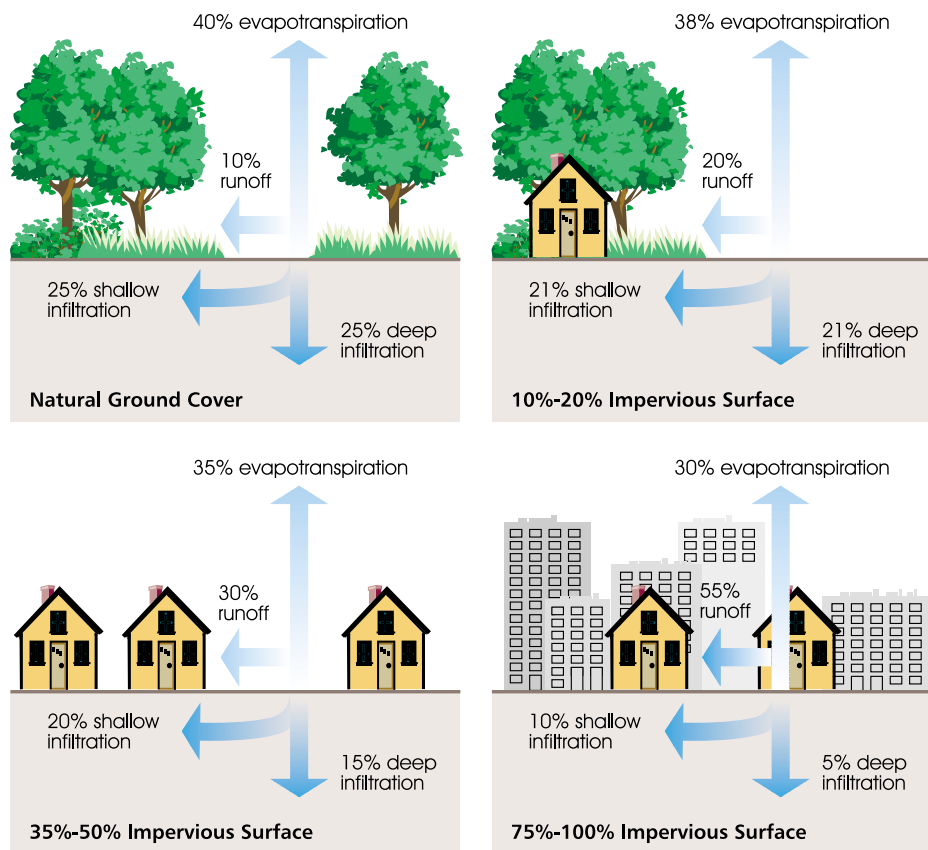 40% evapotranspiration
10%
runoff
25% shallow
infiltration
25% deep
infiltration
Natural Ground Cover
38% evapotranspiration
20%
runoff
21% shallow
infiltration
21% deep
infiltration
10%-20% Impervious Surface
35% evapotranspiration
30%
runoff
20% shallow
infiltration
15% deep
infiltration
35%-50% Impervious Surface
30% evapotranspiration
55%
runoff
10% shallow
infiltration
5% deep
infiltration
75%-100% Impervious Surface